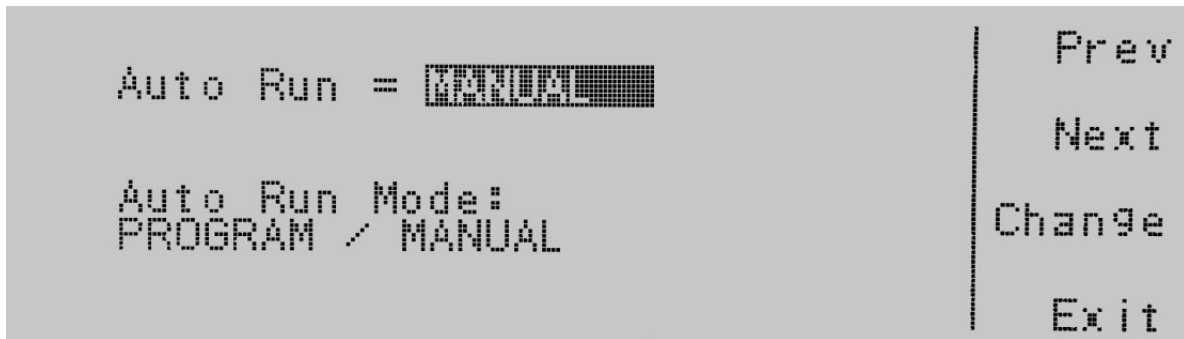 Auto Run = MANUAL
Auto Run Mode:
PROGRAM / MANUAL
Prev
Next
Change
Exit